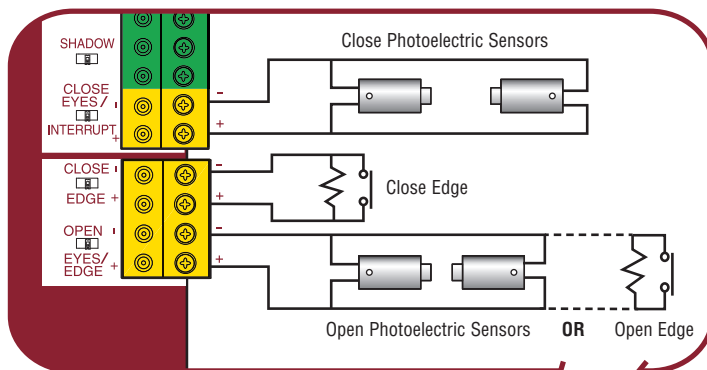 SHADOW
CLOSE
EYES/ -
INTERRUPT +
Close Photoelectric Sensors
-
+
CLOSE -
EDGE +
-
+
Close Edge
OPEN -
EYES/ +
EDGE
-
+
Open Photoelectric Sensors OR Open Edge